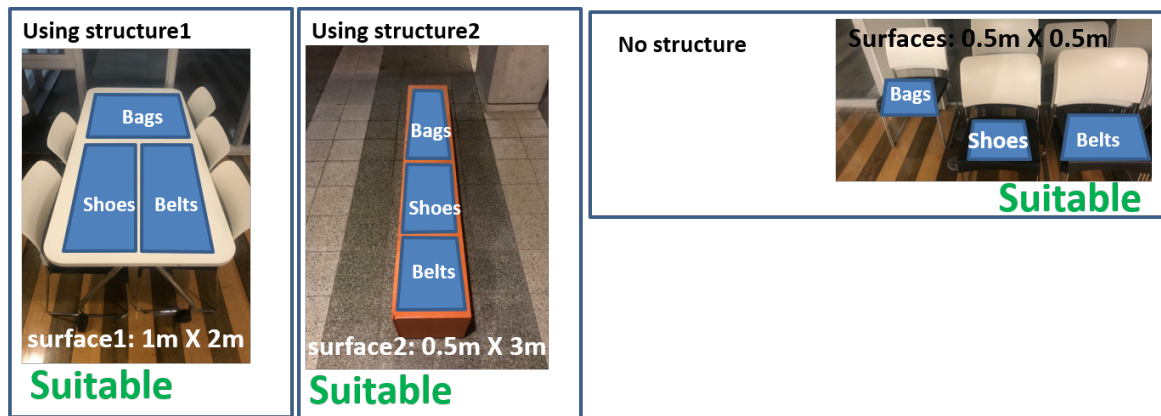 Using structure1
Bags
Shoes Belts
surface1: 1m X 2m
Suitable
Using structure2
Bags
Shoes
Belts
surface2: 0.5m X 3m
Suitable
No structure
Surfaces: 0.5m X 0.5m
Bags
Shoes
Belts
Suitable